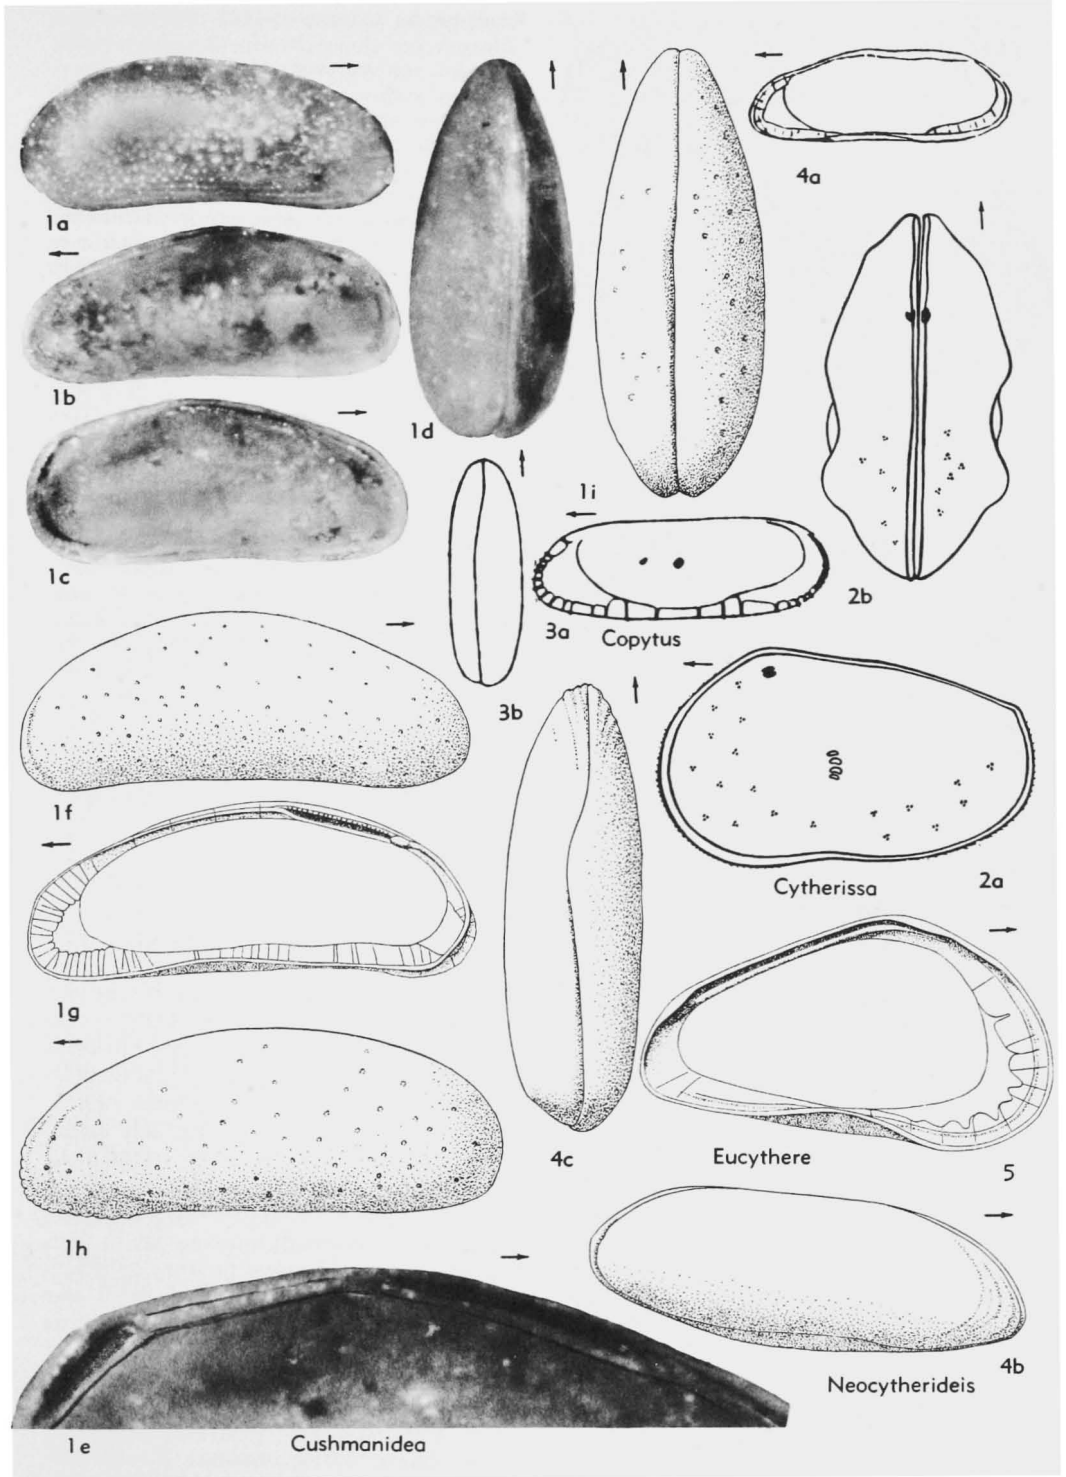 1a
4a
1b
1d
1i
2b
1c
3a
Copytus
3b
1f
Cytherissa
2a
1g
4c
Eucythere
5
1h
4b
Neocytherideis
1e
Cushmanidea